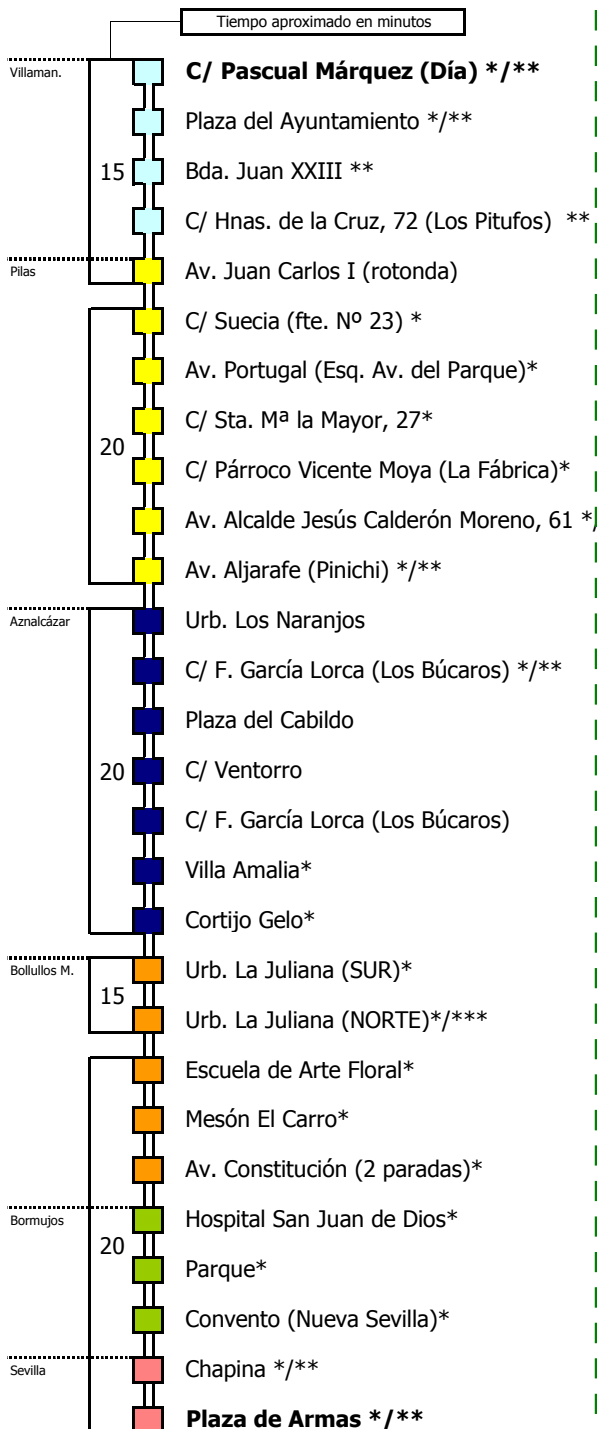 Tiempo aproximado en minutos
Villaman.
C/ Pascual Márquez (Día) */**
Plaza del Ayuntamiento */**
15
Bda. Juan XXIII **
C/ Hnas. de la Cruz, 72 (Los Pitufos) **
Pilas
Av. Juan Carlos I (rotonda)
C/ Suecia (fte. Nº 23) *
Av. Portugal (Esq. Av. del Parque)*
C/ Sta. Mª la Mayor, 27*
20
C/ Párroco Vicente Moya (La Fábrica)*
Av. Alcalde Jesús Calderón Moreno, 61 *
Av. Aljarafe (Pinichi) */**
Aznalcázar
Urb. Los Naranjos
C/ F. García Lorca (Los Búcaros) */**
Plaza del Cabildo
20
C/ Ventorro
C/ F. García Lorca (Los Búcaros)
Villa Amalia*
Cortijo Gelo*
Bollullos M.
Urb. La Juliana (SUR)*
15
Urb. La Juliana (NORTE)*/***
Escuela de Arte Floral*
Mesón El Carro*
Av. Constitución (2 paradas)*
Bormujos
Hospital San Juan de Dios*
20
Parque*
Convento (Nueva Sevilla)*
Sevilla
Chapina */**
Plaza de Armas */**